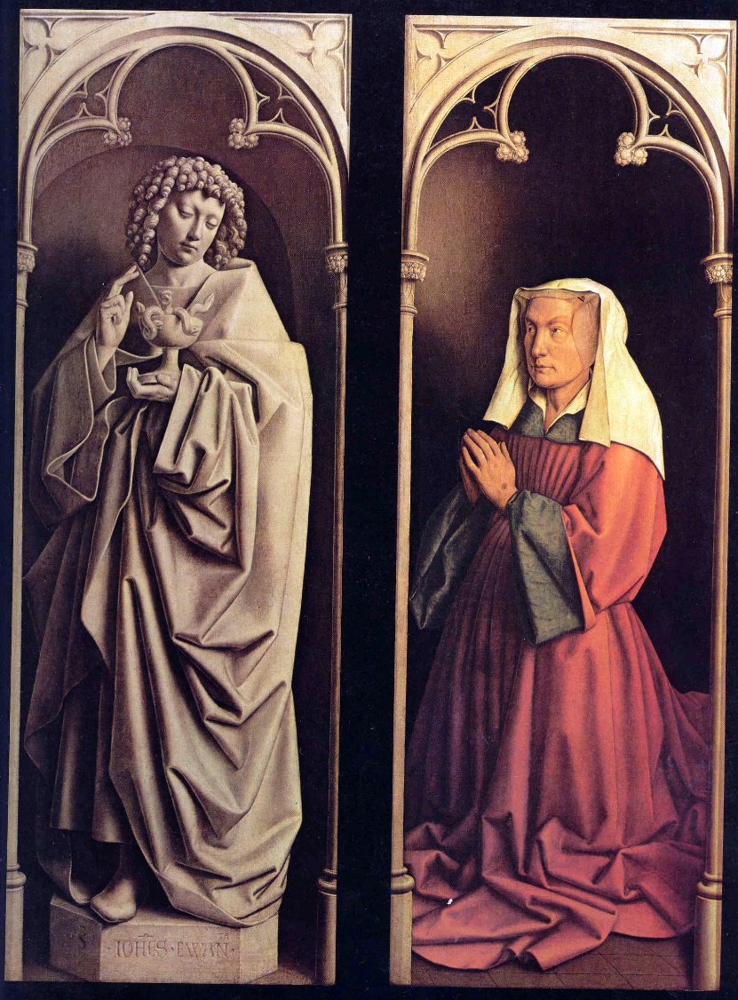 S · IOHES · EWAN ·